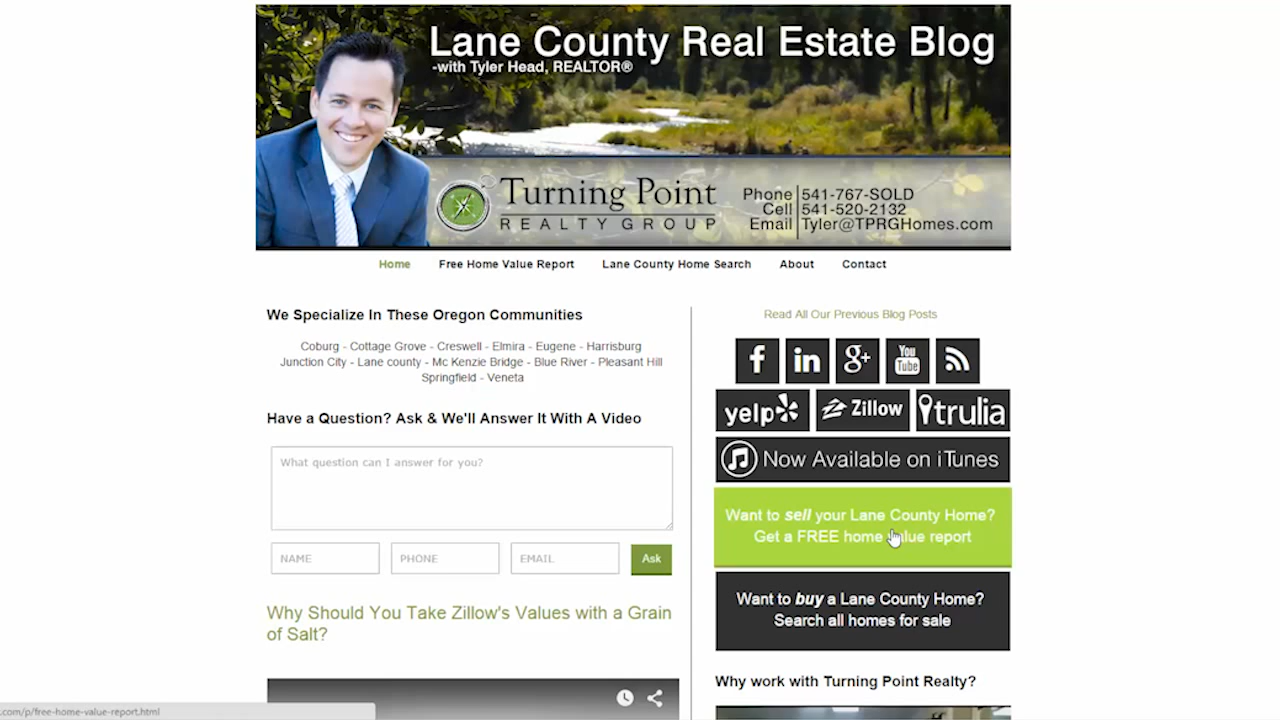 Lane County Real Estate Blog
-with Tyler Head, REALTOR®
Turning Point
REALTY GROUP
Phone 541-767-SOLD
Cell 541-520-2132
Email Tyler@TPRGHomes.com
Home Free Home Value Report Lane County Home Search About Contact
We Specialize In These Oregon Communities
Coburg - Cottage Grove - Creswell - Elmira - Eugene - Harrisburg
Junction City - Lane county - Mc Kenzie Bridge - Blue River - Pleasant Hill
Springfield - Veneta
Have a Question? Ask & We'll Answer It With A Video
What question can I answer for you?
NAME PHONE EMAIL Ask
Why Should You Take Zillow's Values with a Grain
of Salt?
Read All Our Previous Blog Posts
f in g+ You Tube
yelp Zillow trulia
Now Available on iTunes
Want to sell your Lane County Home?
Get a FREE home value report
Want to buy a Lane County Home?
Search all homes for sale
Why work with Turning Point Realty?
.com/p/free-home-value-report.html